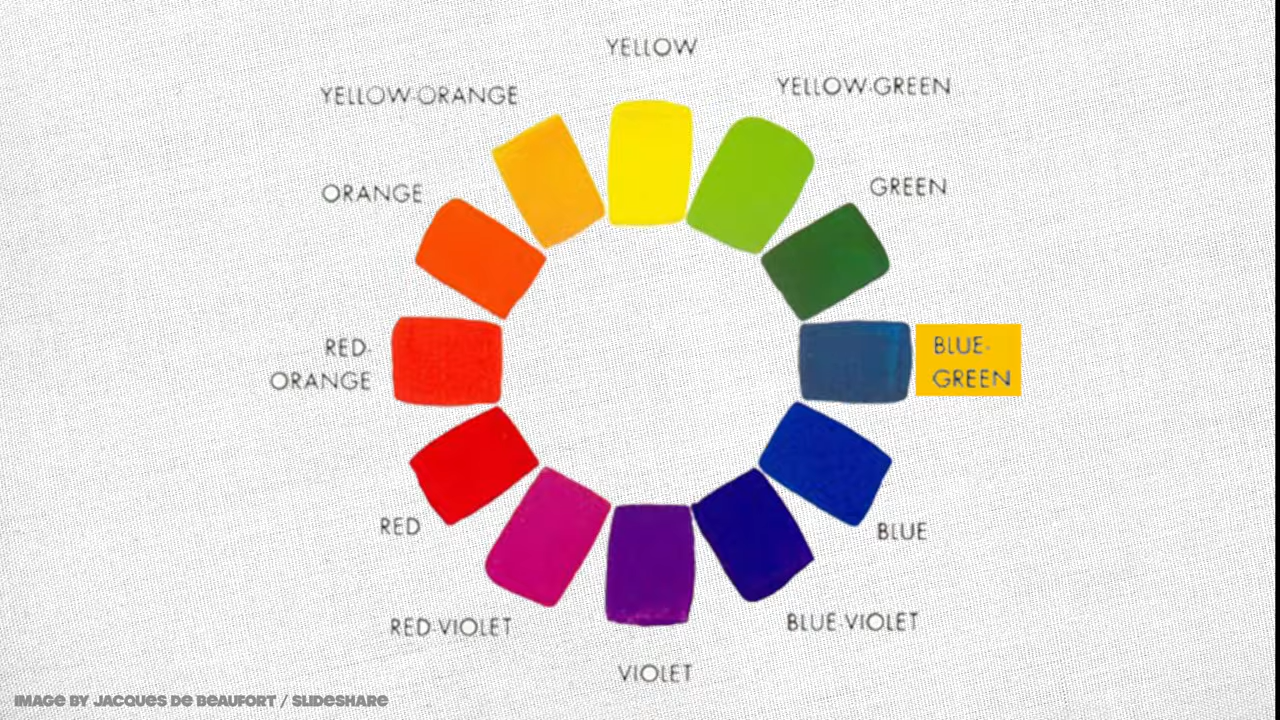 YELLOW
YELLOW-GREEN
YELLOW-ORANGE
GREEN
ORANGE
BLUE-
GREEN
RED-
ORANGE
BLUE
RED
BLUE-VIOLET
RED-VIOLET
VIOLET
IMAGE BY JACQUES DE BEAUFORT / SLIDESHARE